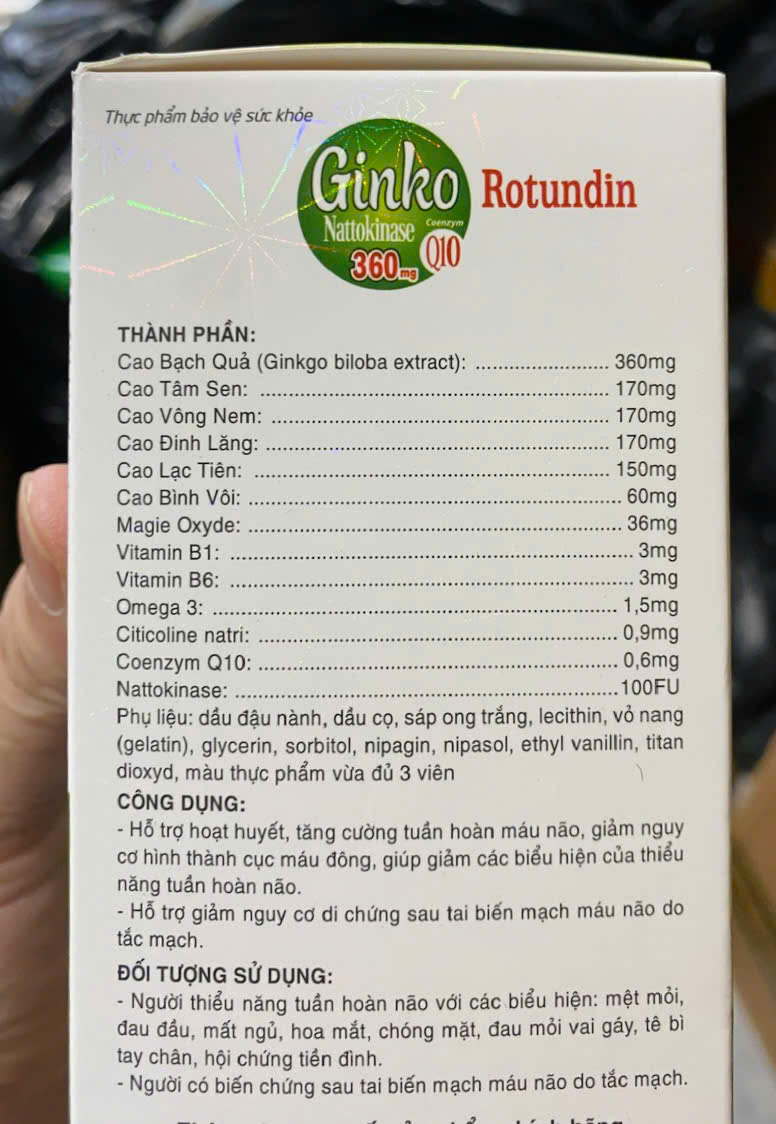 Thực phẩm bảo vệ sức khỏe
Ginko Rotundin
Nattokinase Coenzym
360mg Q10
THÀNH PHẦN:
Cao Bạch Quả (Ginkgo biloba extract): ........................ 360mg
Cao Tâm Sen: ................................................................ 170mg
Cao Vông Nem: .............................................................. 170mg
Cao Đinh Lăng: .............................................................. 170mg
Cao Lạc Tiên: ................................................................ 150mg
Cao Bình Vôi: .................................................................. 60mg
Magie Oxyde: .................................................................. 36mg
Vitamin B1: ....................................................................... 3mg
Vitamin B6: ....................................................................... 3mg
Omega 3: ....................................................................... 1,5mg
Citicoline natri: ............................................................... 0,9mg
Coenzym Q10: ............................................................... 0,6mg
Nattokinase: ...................................................................100FU
Phụ liệu: dầu đậu nành, dầu cọ, sáp ong trắng, lecithin, vỏ nang
(gelatin), glycerin, sorbitol, nipagin, nipasol, ethyl vanillin, titan
dioxyd, màu thực phẩm vừa đủ 3 viên
CÔNG DỤNG:
- Hỗ trợ hoạt huyết, tăng cường tuần hoàn máu não, giảm nguy
cơ hình thành cục máu đông, giúp giảm các biểu hiện của thiểu
năng tuần hoàn não.
- Hỗ trợ giảm nguy cơ di chứng sau tai biến mạch máu não do
tắc mạch.
ĐỐI TƯỢNG SỬ DỤNG:
- Người thiểu năng tuần hoàn não với các biểu hiện: mệt mỏi,
đau đầu, mất ngủ, hoa mắt, chóng mặt, đau mỏi vai gáy, tê bì
tay chân, hội chứng tiền đình.
- Người có biến chứng sau tai biến mạch máu não do tắc mạch.